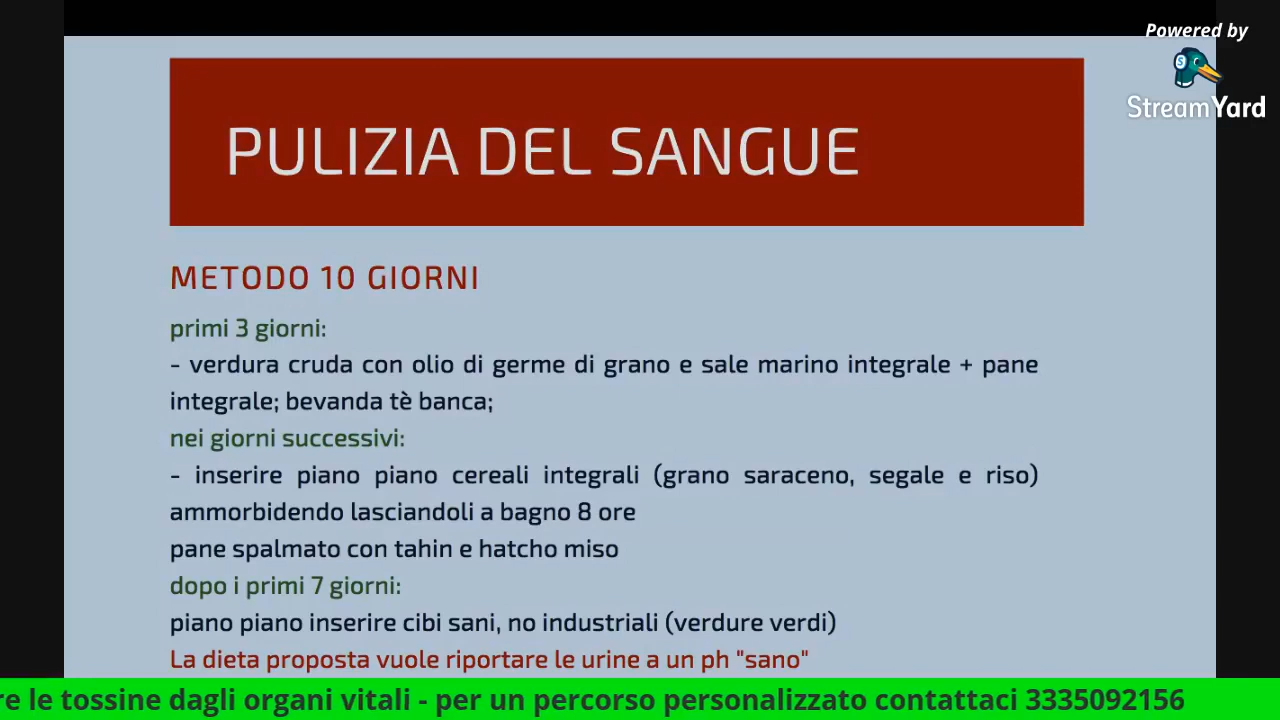 Powered by
StreamYard
PULIZIA DEL SANGUE
METODO 10 GIORNI
primi 3 giorni:
- verdura cruda con olio di germe di grano e sale marino integrale + pane
integrale; bevanda tè banca;
nei giorni successivi:
- inserire piano piano cereali integrali (grano saraceno, segale e riso)
ammorbidendo lasciandoli a bagno 8 ore
pane spalmato con tahin e hatcho miso
dopo i primi 7 giorni:
piano piano inserire cibi sani, no industriali (verdure verdi)
La dieta proposta vuole riportare le urine a un ph "sano"
re le tossine dagli organi vitali - per un percorso personalizzato contattaci 3335092156